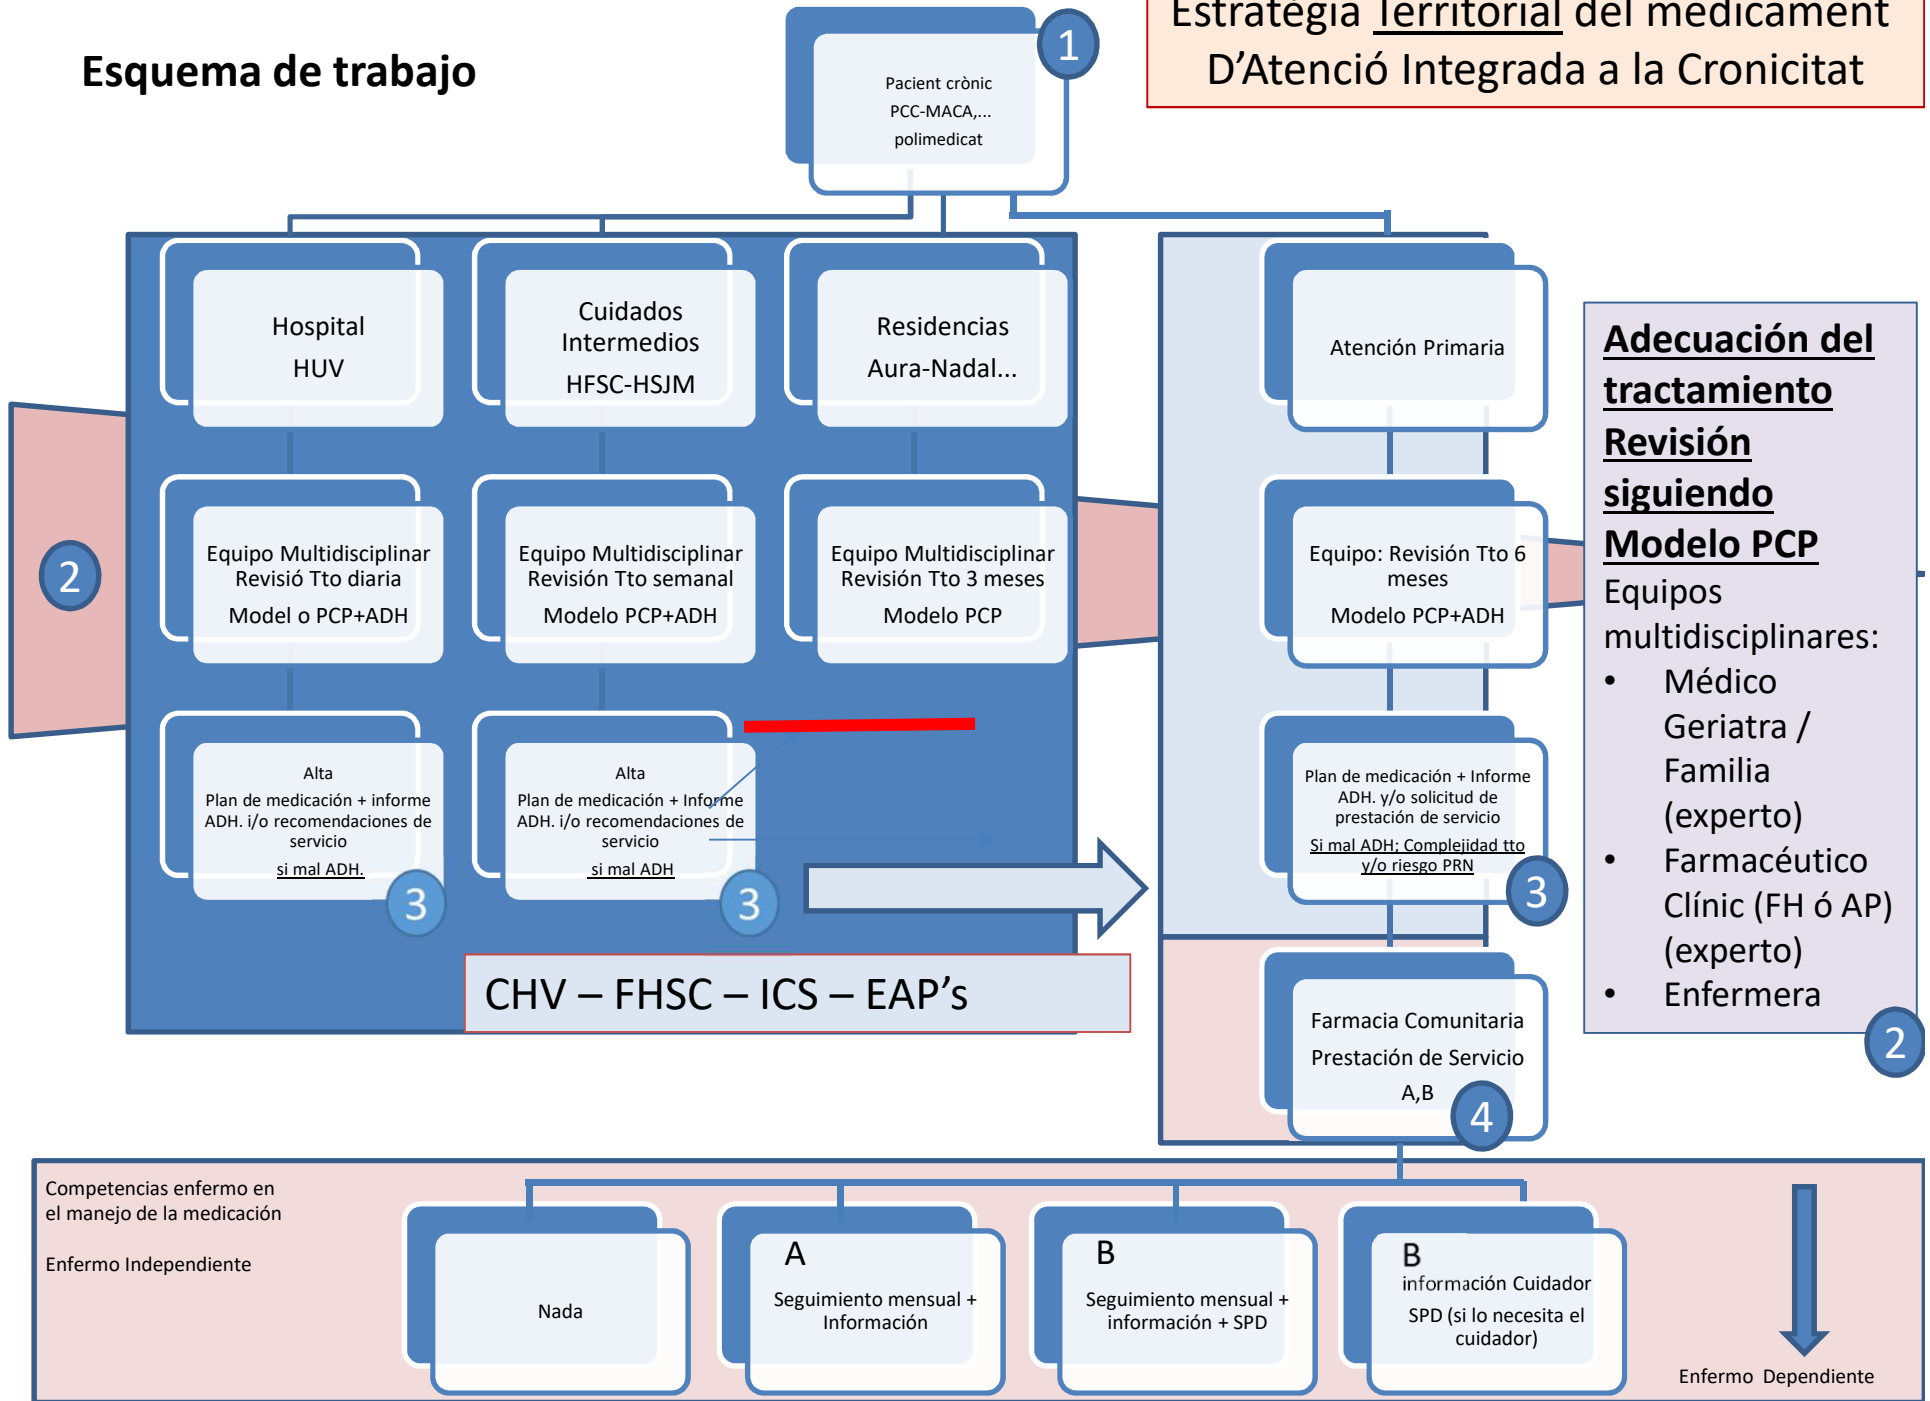 Estratègia Territorial del medicament
D'Atenció Integrada a la Cronicitat
Esquema de trabajo
1
Pacient crònic
PCC-MACA,...
polimedicat
Hospital
HUV
Cuidados
Intermedios
HFSC-HSJM
Residencias
Aura-Nadal...
Atención Primaria
2
Equipo Multidisciplinar
Revisió Tto diaria
Model o PCP+ADH
Equipo Multidisciplinar
Revisión Tto semanal
Modelo PCP+ADH
Equipo Multidisciplinar
Revisión Tto 3 meses
Modelo PCP
Equipo: Revisión Tto 6
meses
Modelo PCP+ADH
Alta
Plan de medicación + informe
ADH. i/o recomendaciones de
servicio
si mal ADH.
3
Alta
Plan de medicación + Informe
ADH. i/o recomendaciones de
servicio
si mal ADH
3
Plan de medicación + Informe
ADH. y/o solicitud de
prestación de servicio
Si mal ADH; Complejidad tto
y/o riesgo PRN
3
CHV – FHSC – ICS – EAP's
Farmacia Comunitaria
Prestación de Servicio
A,B
4
Adecuación del
tractamiento
Revisión
siguiendo
Modelo PCP
Equipos
multidisciplinares:
• Médico
Geriatra /
Familia
(experto)
• Farmacéutico
Clínic (FH ó AP)
(experto)
• Enfermera
2
Competencias enfermo en
el manejo de la medicación
Enfermo Independiente
Nada
A
Seguimiento mensual +
Información
B
Seguimiento mensual +
información + SPD
B
información Cuidador
SPD (si lo necesita el
cuidador)
Enfermo Dependiente